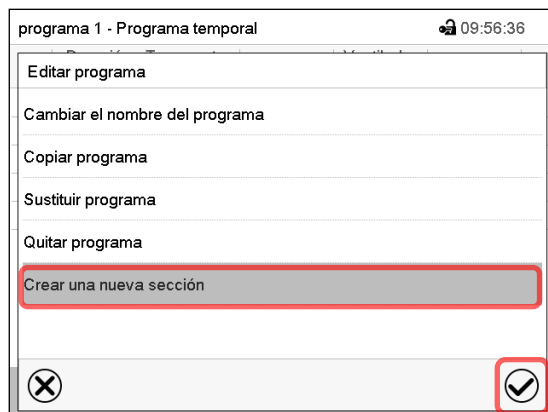 programa 1 - Programa temporal 09:56:36
Editar programa
Cambiar el nombre del programa
Copiar programa
Sustituir programa
Quitar programa
Crear una nueva sección